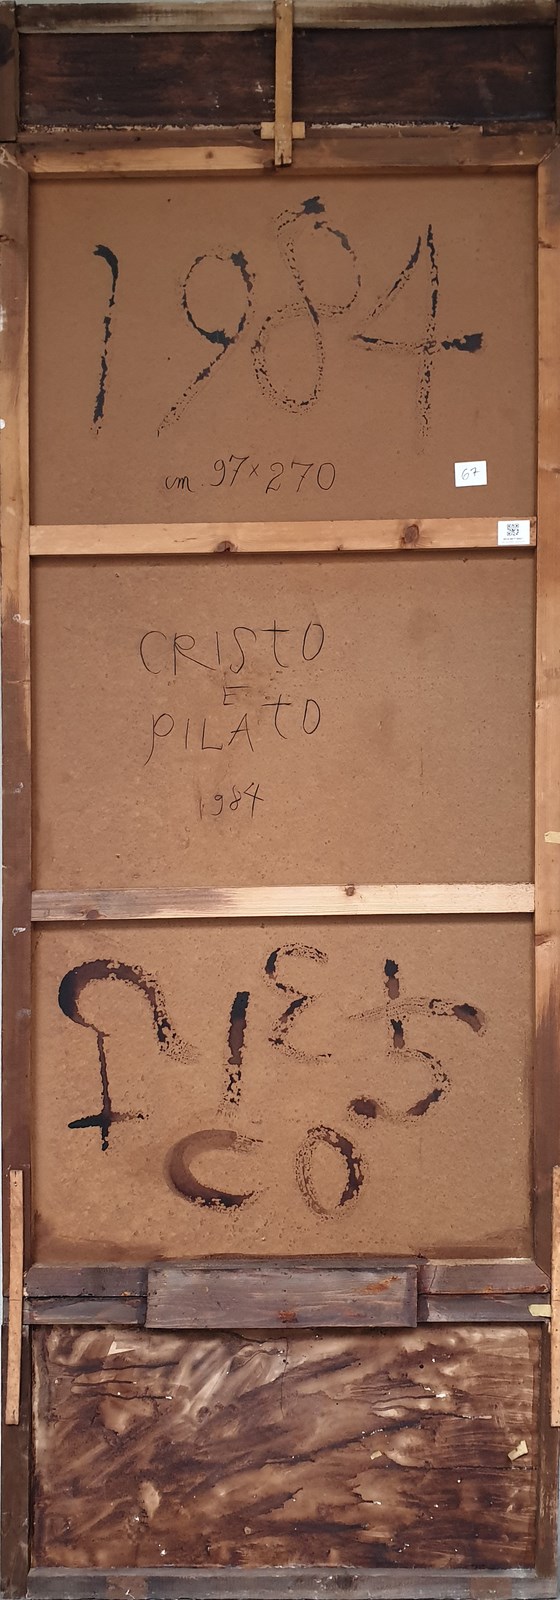 1984
cm. 97×270
67
CRIStO
E
PILAtO
1984